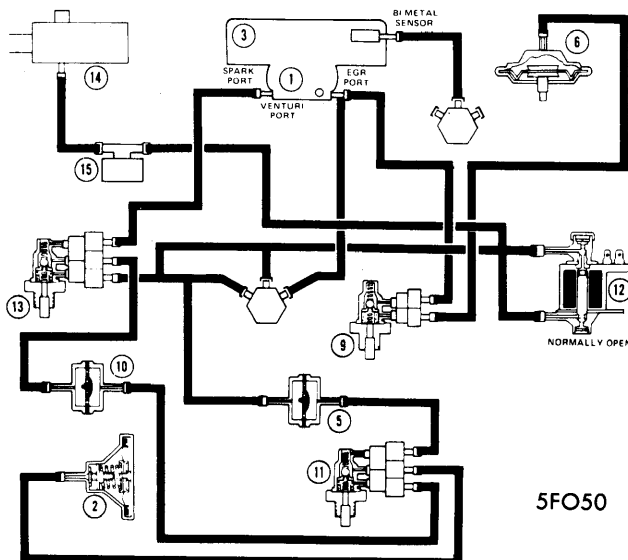 BI METAL
SENSOR
3
6
14
SPARK
PORT
1
EGR
PORT
VENTURI
PORT
15
13
12
9
NORMALLY OPEN
10
5
2
11
5FO50